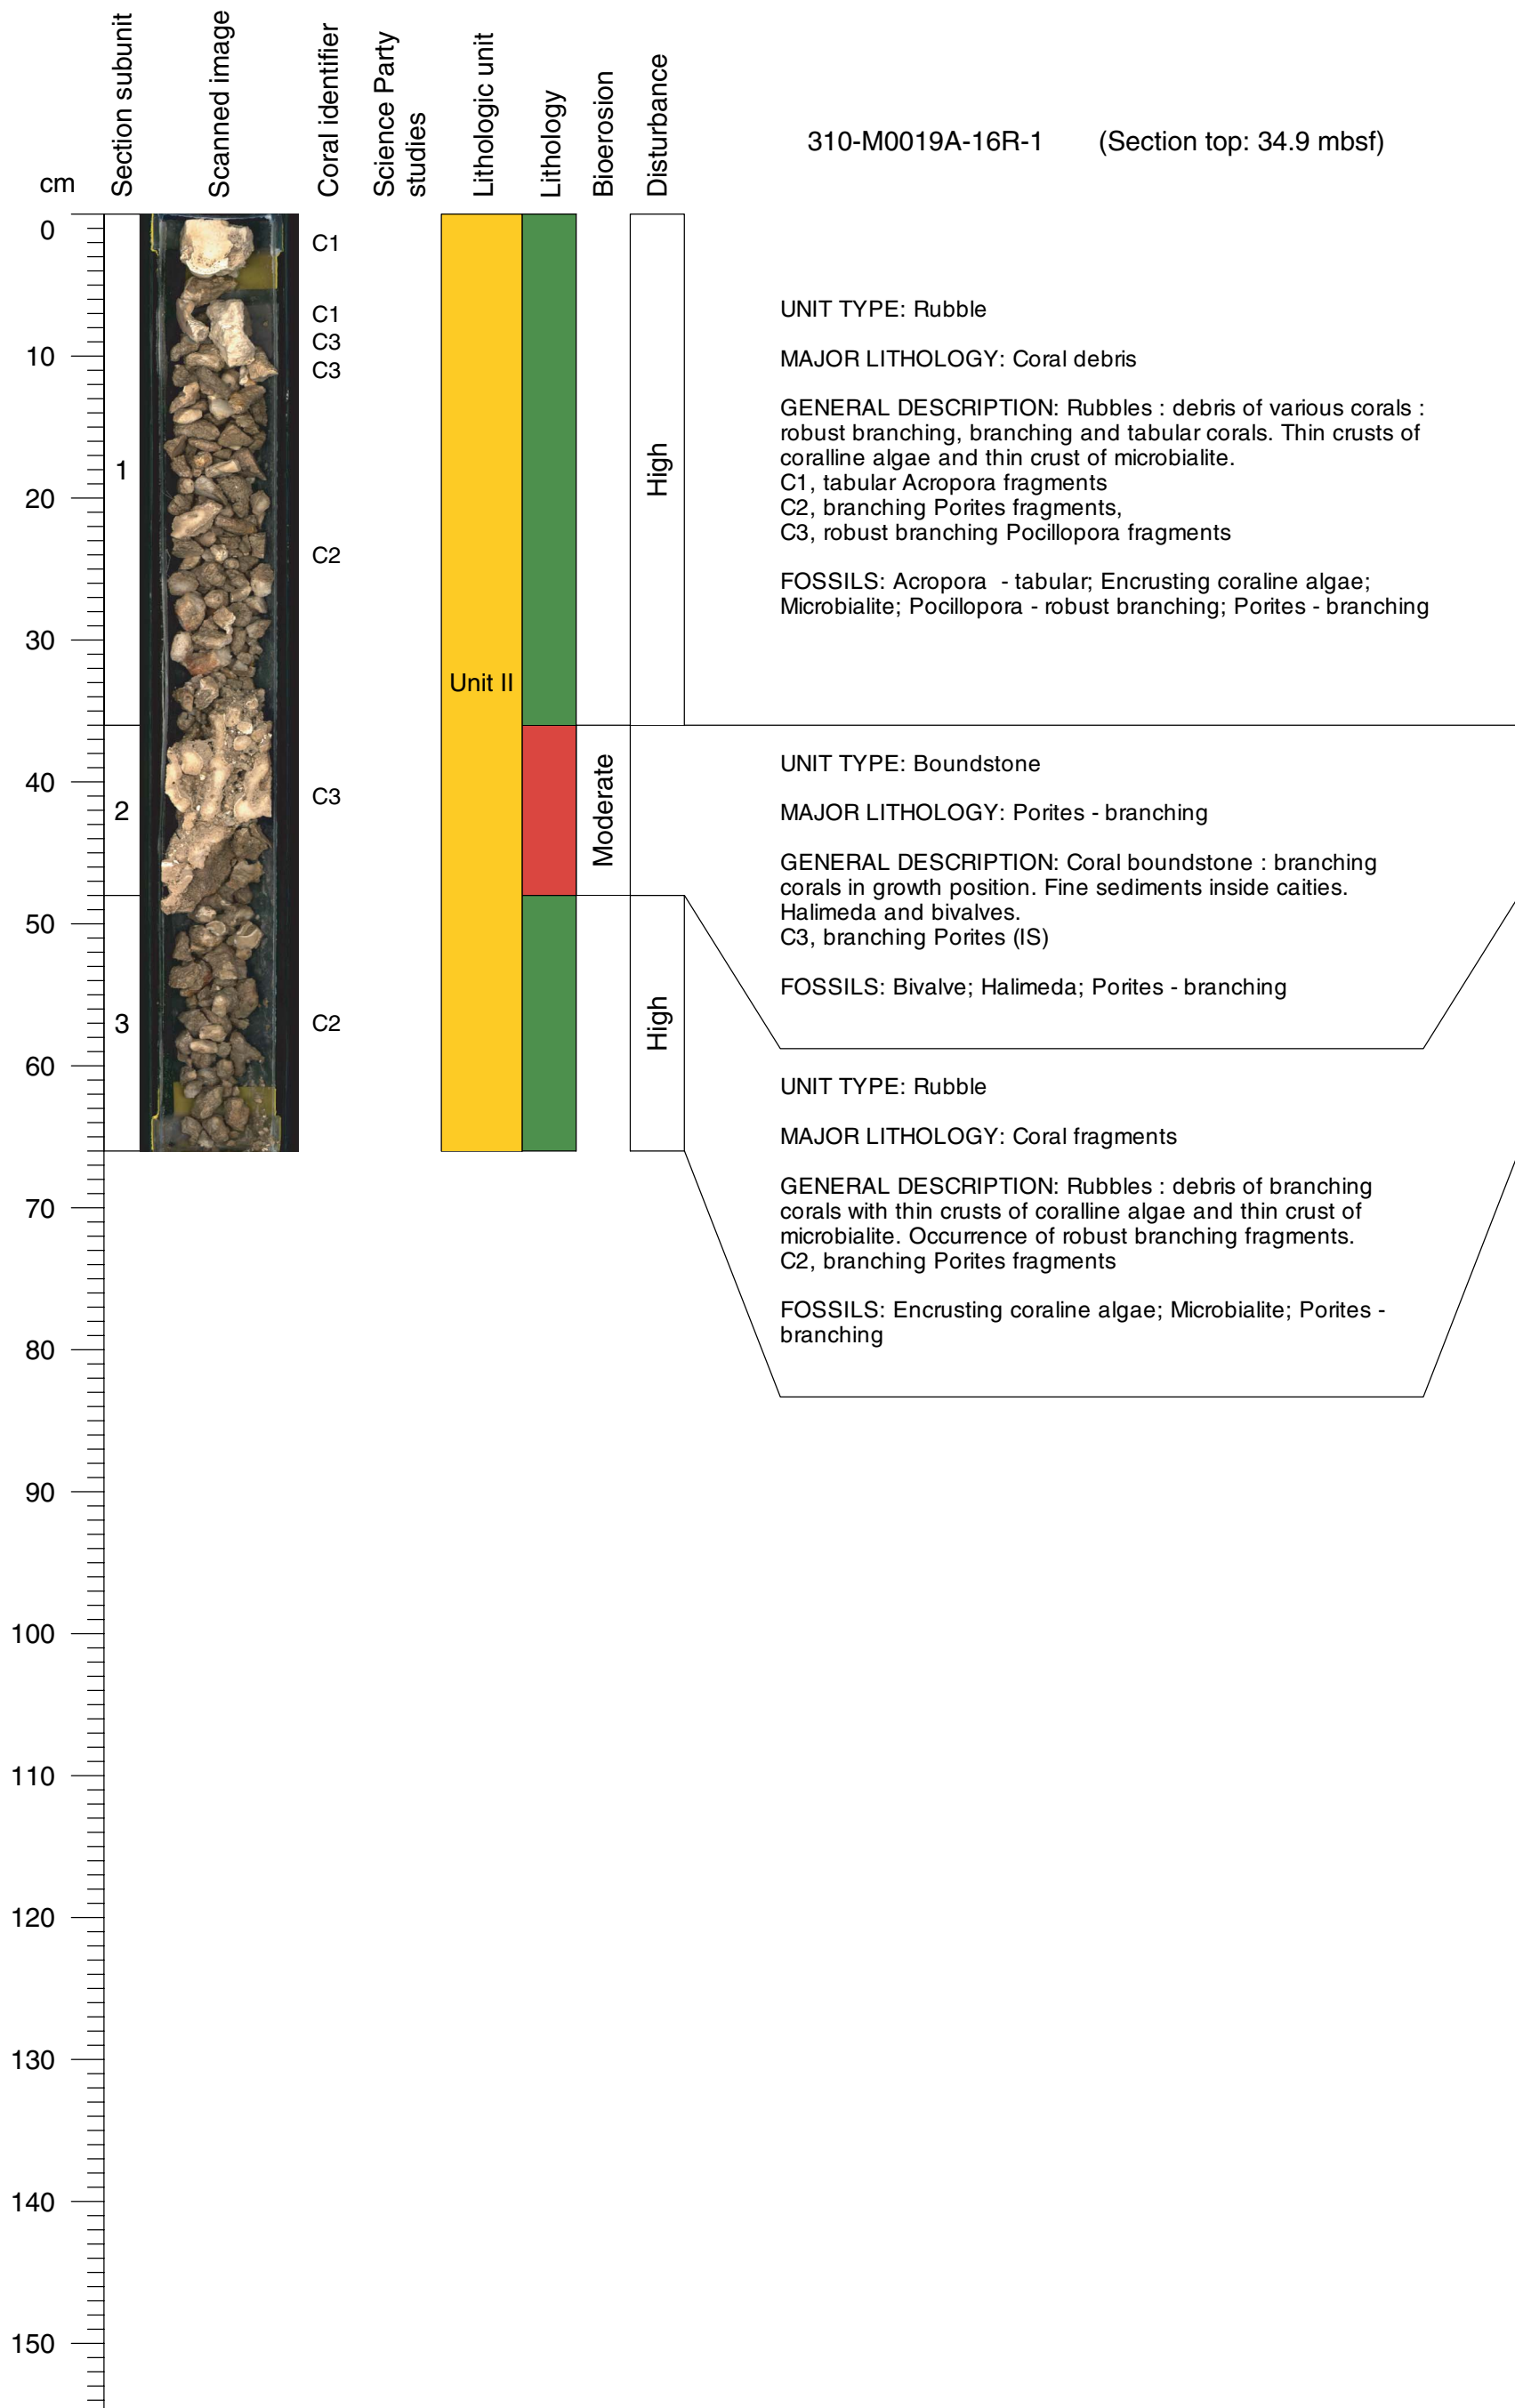 cm
Section subunit
Scanned image
Coral identifier
Science Party
studies
Lithologic unit
Lithology
Bioerosion
Disturbance
310-M0019A-16R-1 (Section top: 34.9 mbsf)
0
10
20
30
40
50
60
70
80
90
100
110
120
130
140
150
1
2
3
C1
C1
C3
C3
C2
C3
C2
Unit II
Moderate
High
High
UNIT TYPE: Rubble
MAJOR LITHOLOGY: Coral debris
GENERAL DESCRIPTION: Rubbles : debris of various corals :
robust branching, branching and tabular corals. Thin crusts of
coralline algae and thin crust of microbialite.
C1, tabular Acropora fragments
C2, branching Porites fragments,
C3, robust branching Pocillopora fragments
FOSSILS: Acropora - tabular; Encrusting coraline algae;
Microbialite; Pocillopora - robust branching; Porites - branching
UNIT TYPE: Boundstone
MAJOR LITHOLOGY: Porites - branching
GENERAL DESCRIPTION: Coral boundstone : branching
corals in growth position. Fine sediments inside caities.
Halimeda and bivalves.
C3, branching Porites (IS)
FOSSILS: Bivalve; Halimeda; Porites - branching
UNIT TYPE: Rubble
MAJOR LITHOLOGY: Coral fragments
GENERAL DESCRIPTION: Rubbles : debris of branching
corals with thin crusts of coralline algae and thin crust of
microbialite. Occurrence of robust branching fragments.
C2, branching Porites fragments
FOSSILS: Encrusting coraline algae; Microbialite; Porites -
branching